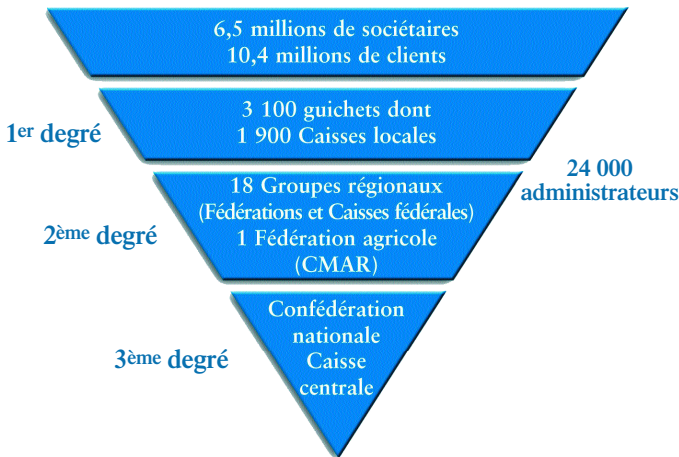 6,5 millions de sociétaires
10,4 millions de clients
1er degré
3 100 guichets dont
1 900 Caisses locales
24 000
administrateurs
2ème degré
18 Groupes régionaux
(Fédérations et Caisses fédérales)
1 Fédération agricole
(CMAR)
3ème degré
Confédération
nationale
Caisse
centrale